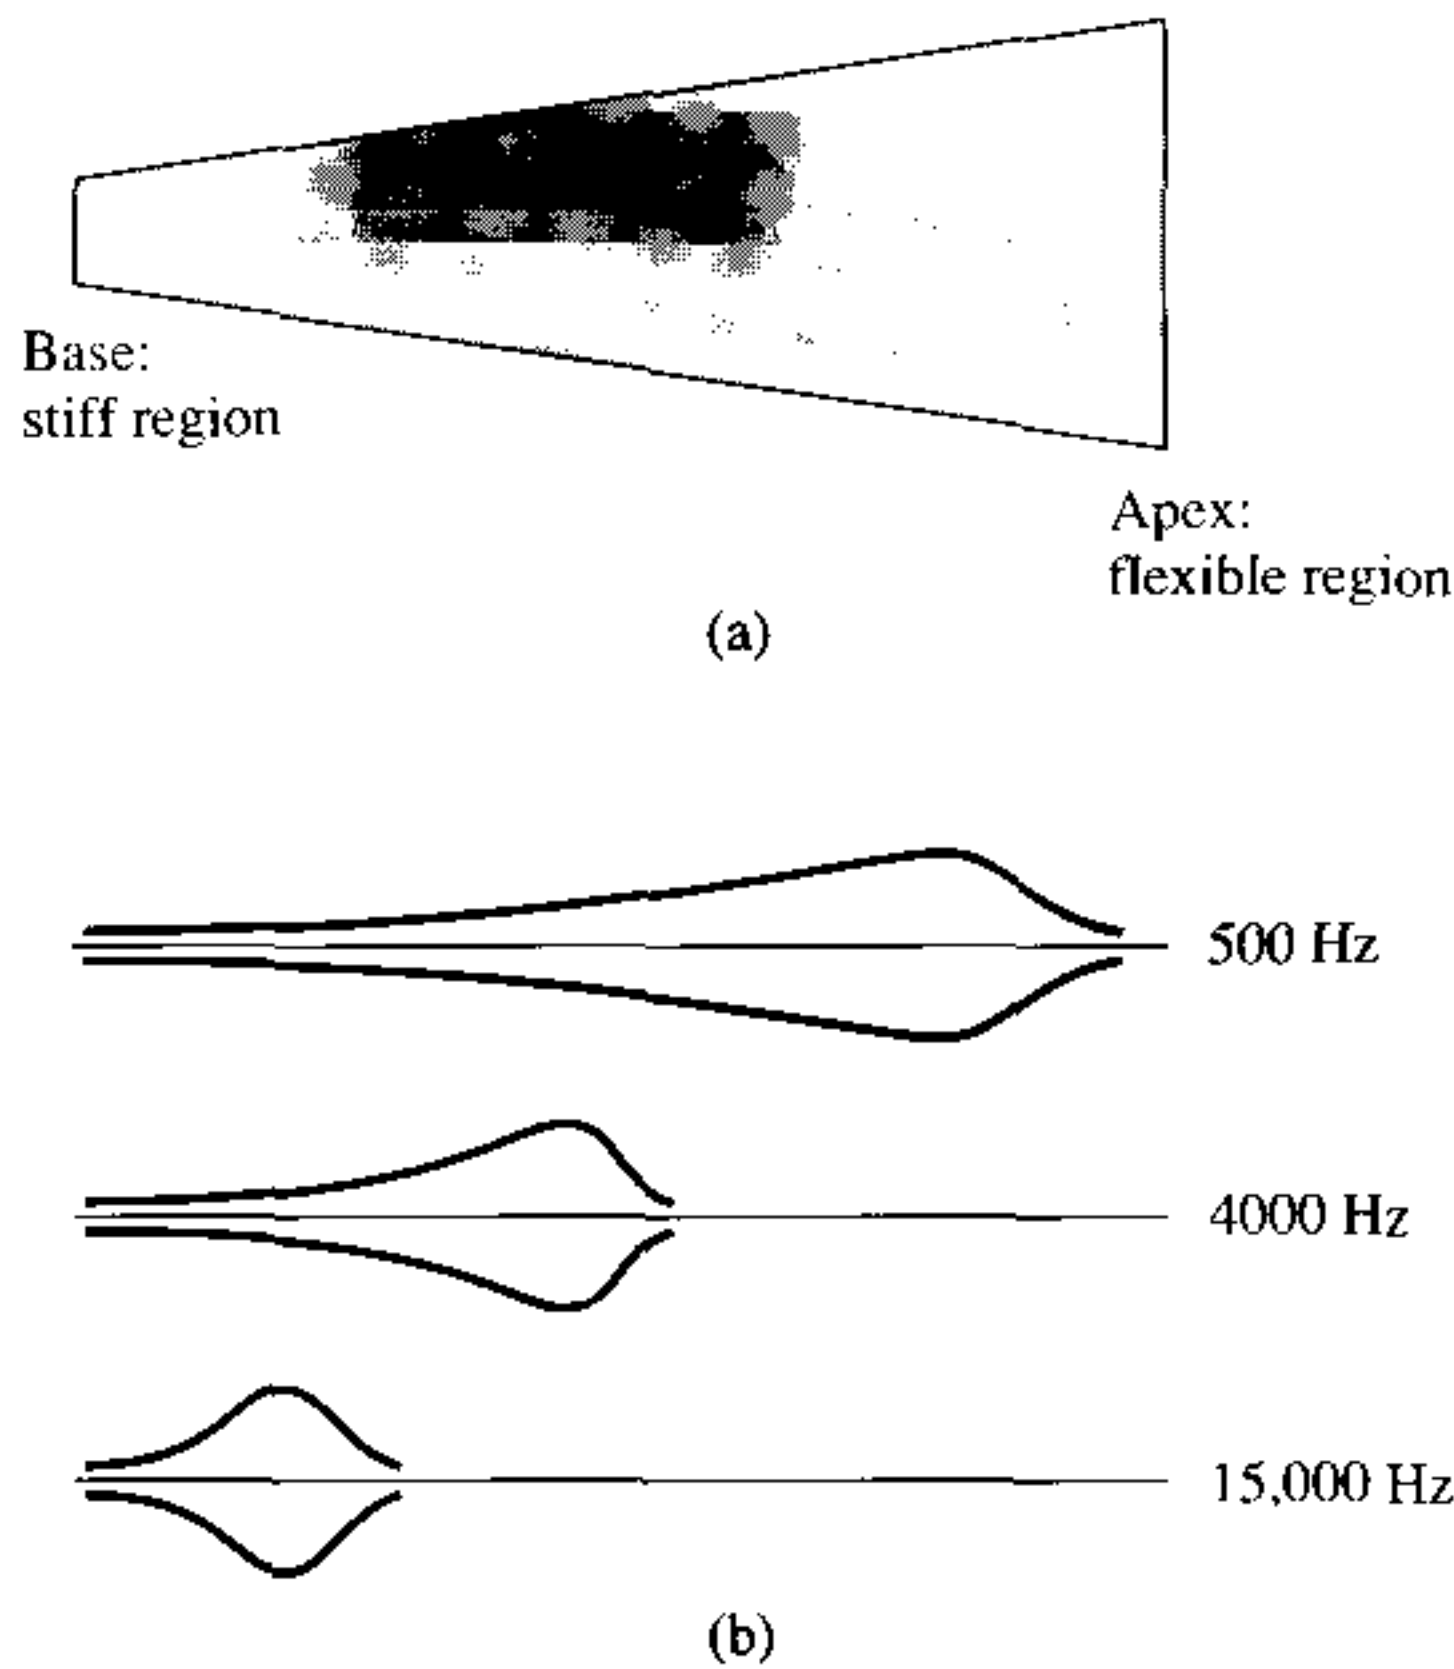 Base:
stiff region
Apex:
flexible region
(a)
500 Hz
4000 Hz
15,000 Hz
(b)